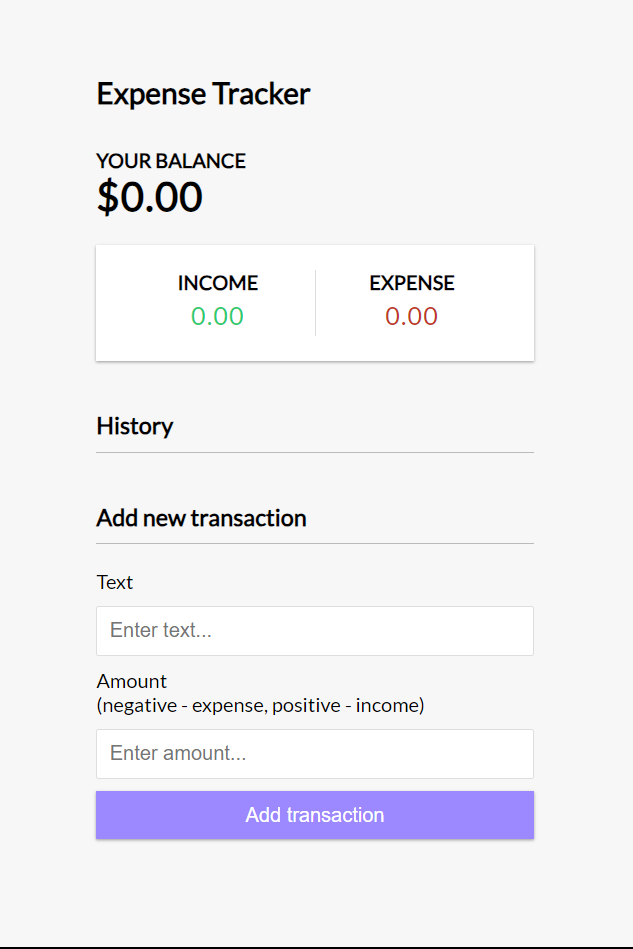 Expense Tracker
YOUR BALANCE
$0.00
INCOME EXPENSE
0.00 0.00
History
Add new transaction
Text
Enter text...
Amount
(negative - expense, positive - income)
Enter amount...
Add transaction